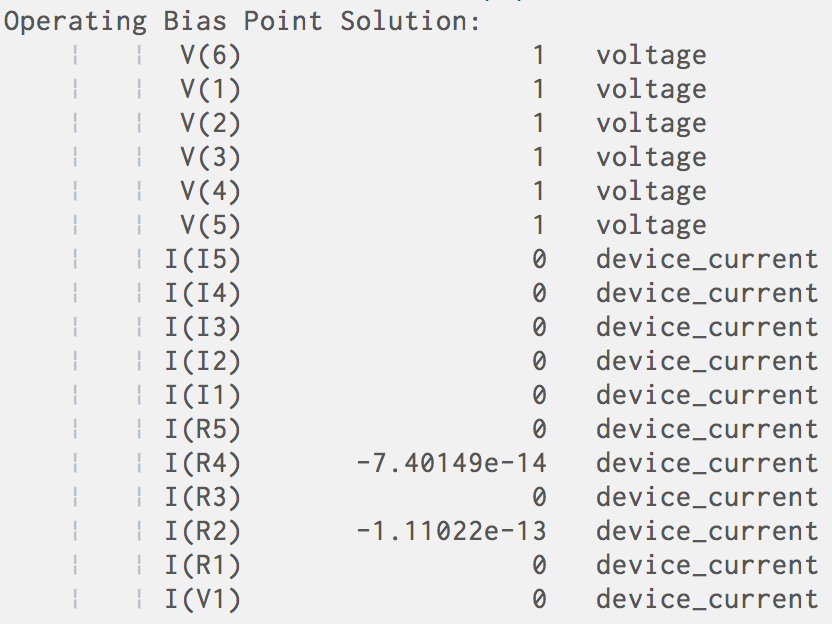 Operating Bias Point Solution:
V(6) 1 voltage
V(1) 1 voltage
V(2) 1 voltage
V(3) 1 voltage
V(4) 1 voltage
V(5) 1 voltage
I(I5) 0 device_current
I(I4) 0 device_current
I(I3) 0 device_current
I(I2) 0 device_current
I(I1) 0 device_current
I(R5) 0 device_current
I(R4) -7.40149e-14 device_current
I(R3) 0 device_current
I(R2) -1.11022e-13 device_current
I(R1) 0 device_current
I(V1) 0 device_current